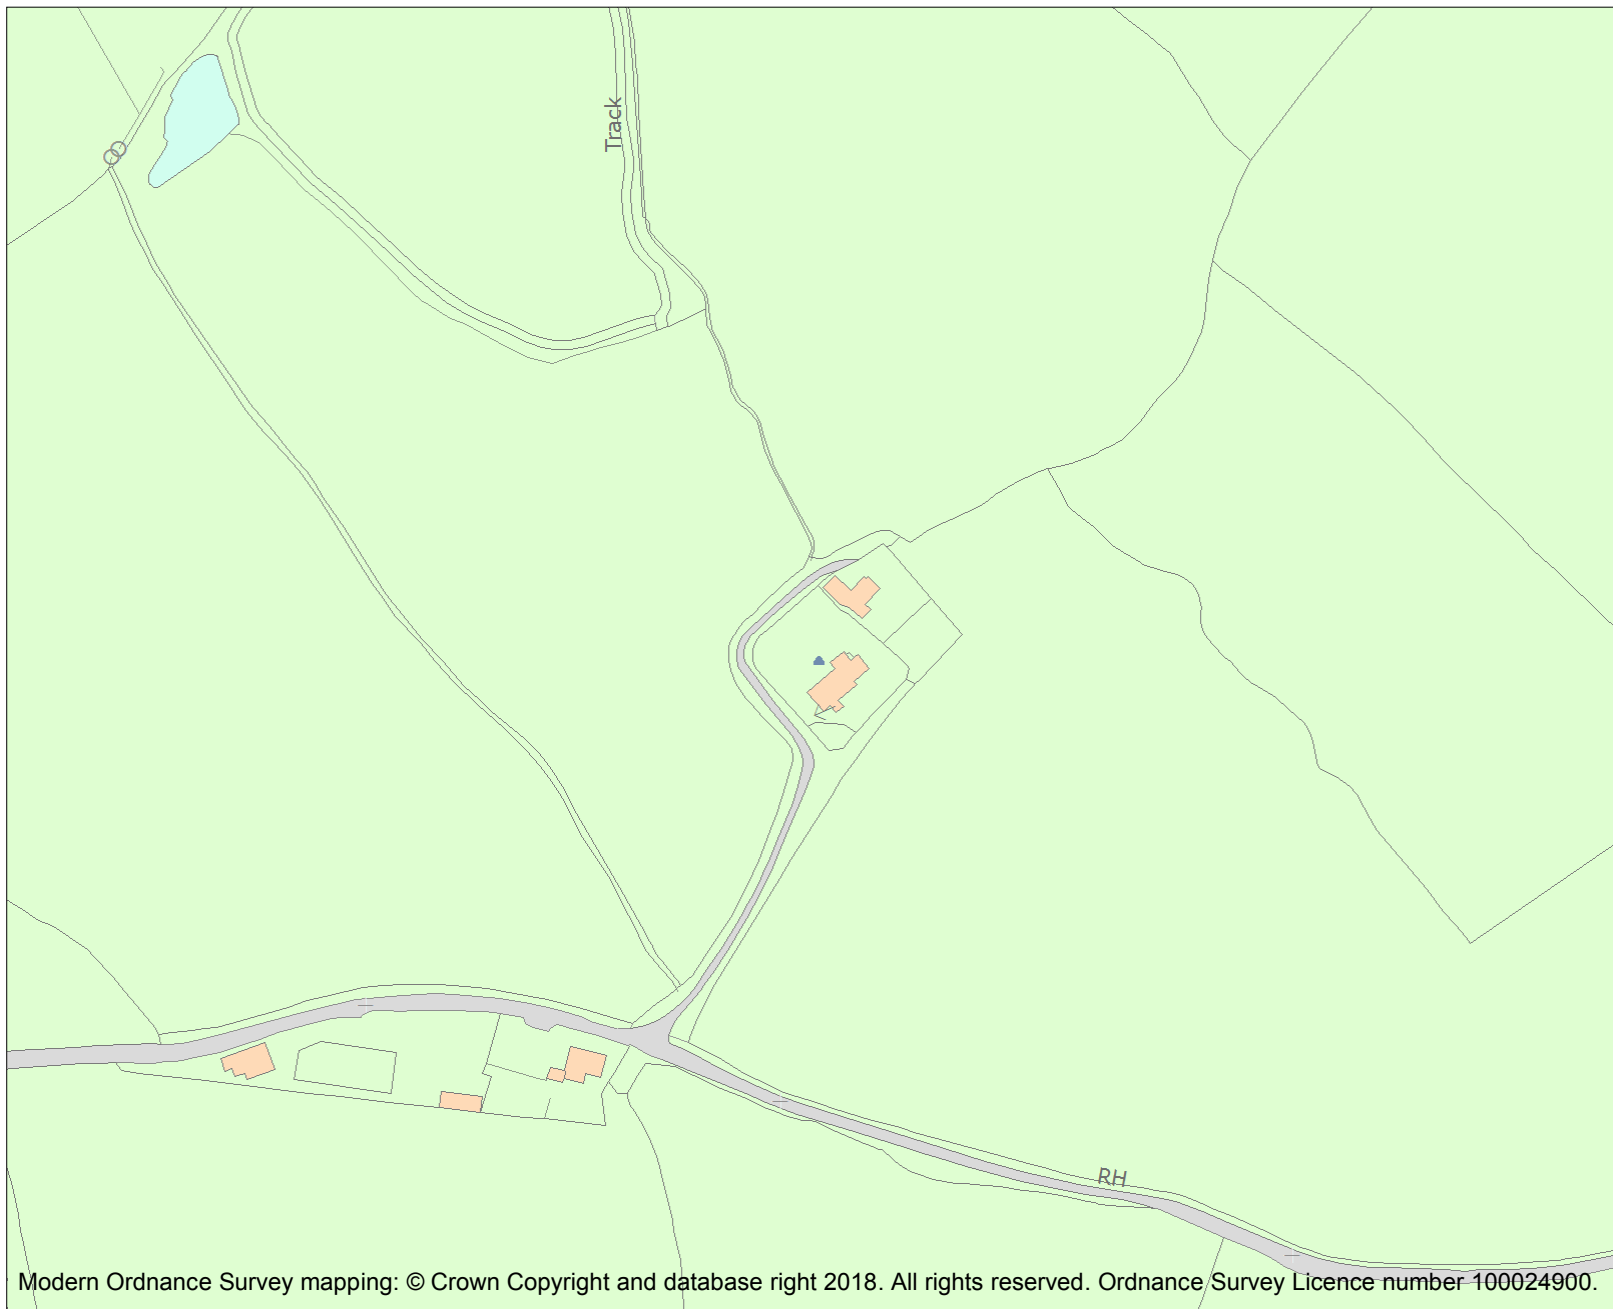 Track
RH
Modern Ordnance Survey mapping: © Crown Copyright and database right 2018. All rights reserved. Ordnance Survey Licence number 100024900.